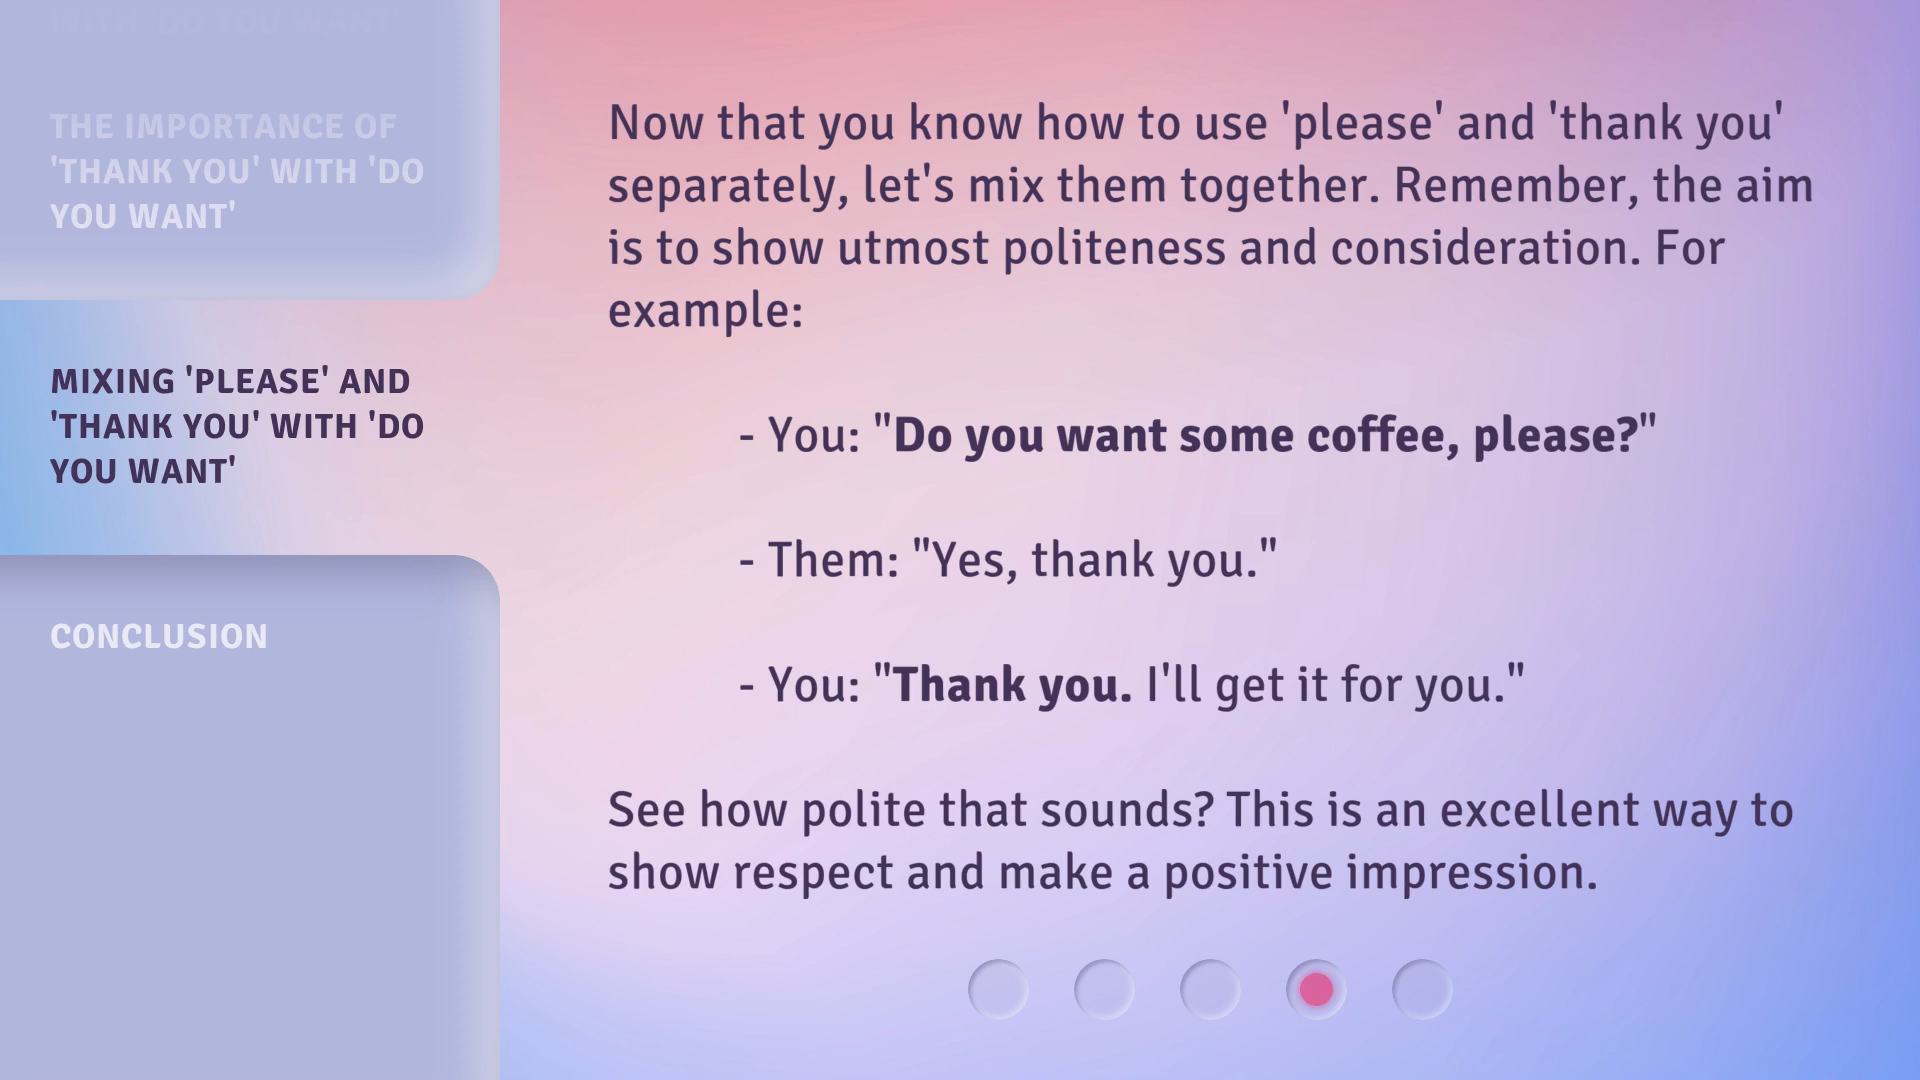 WITH 'DO YOU WANT'
THE IMPORTANCE OF
'THANK YOU' WITH 'DO
YOU WANT'
MIXING 'PLEASE' AND
'THANK YOU' WITH 'DO
YOU WANT'
CONCLUSION
Now that you know how to use 'please' and 'thank you'
separately, let's mix them together. Remember, the aim
is to show utmost politeness and consideration. For
example:
- You: "Do you want some coffee, please?"
- Them: "Yes, thank you."
- You: "Thank you. I'll get it for you."
See how polite that sounds? This is an excellent way to
show respect and make a positive impression.